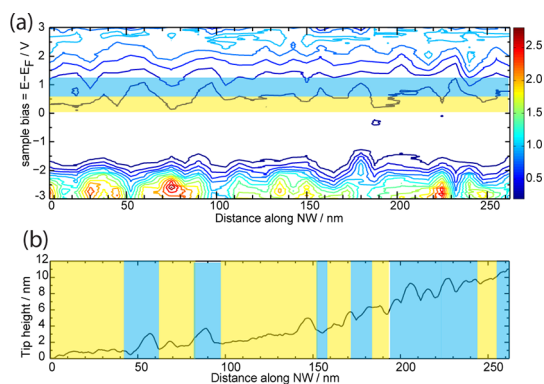 (a)
sample bias = E−EF / V
3
2
1
0
-1
-2
-3
0 50 100 150 200 250
Distance along NW / nm
2.5
2.0
1.5
1.0
0.5
(b)
Tip height / nm
12
10
8
6
4
2
0
0 50 100 150 200 250
Distance along NW / nm